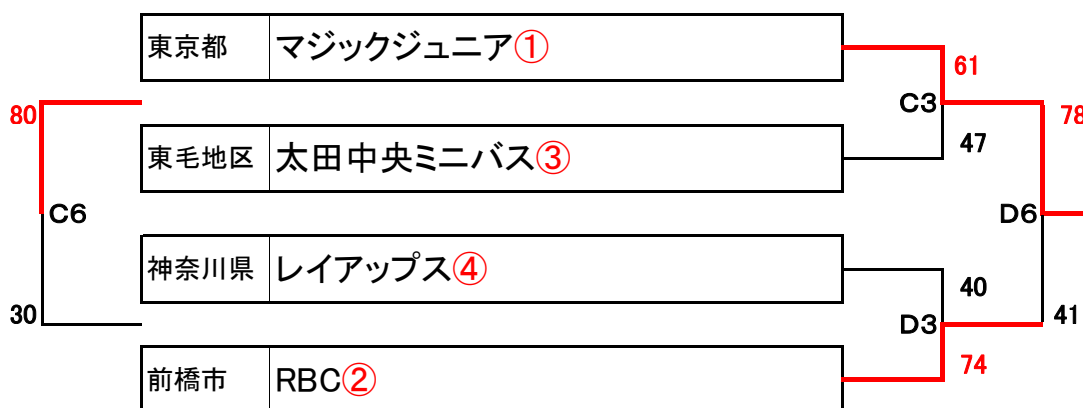 東京都 マジックジュニア①
61
80
C3
78
47
東毛地区 太田中央ミニバス③
C6
D6
神奈川県 レイアップス④
40
30
D3
41
74
前橋市 RBC②